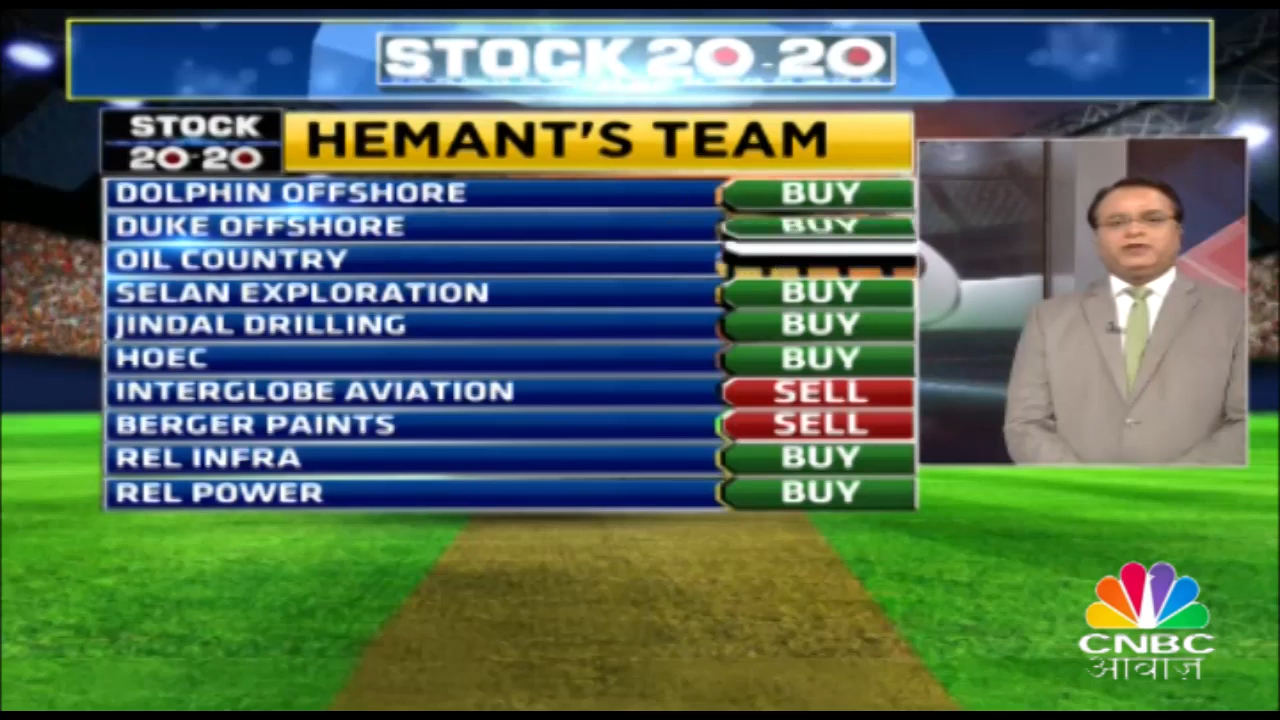 STOCK 20-20
STOCK
20-20
HEMANT'S TEAM
DOLPHIN OFFSHORE BUY
DUKE OFFSHORE BUY
OIL COUNTRY
SELAN EXPLORATION BUY
JINDAL DRILLING BUY
HOEC BUY
INTERGLOBE AVIATION SELL
BERGER PAINTS SELL
REL INFRA BUY
REL POWER BUY
CNBC
आवाज़